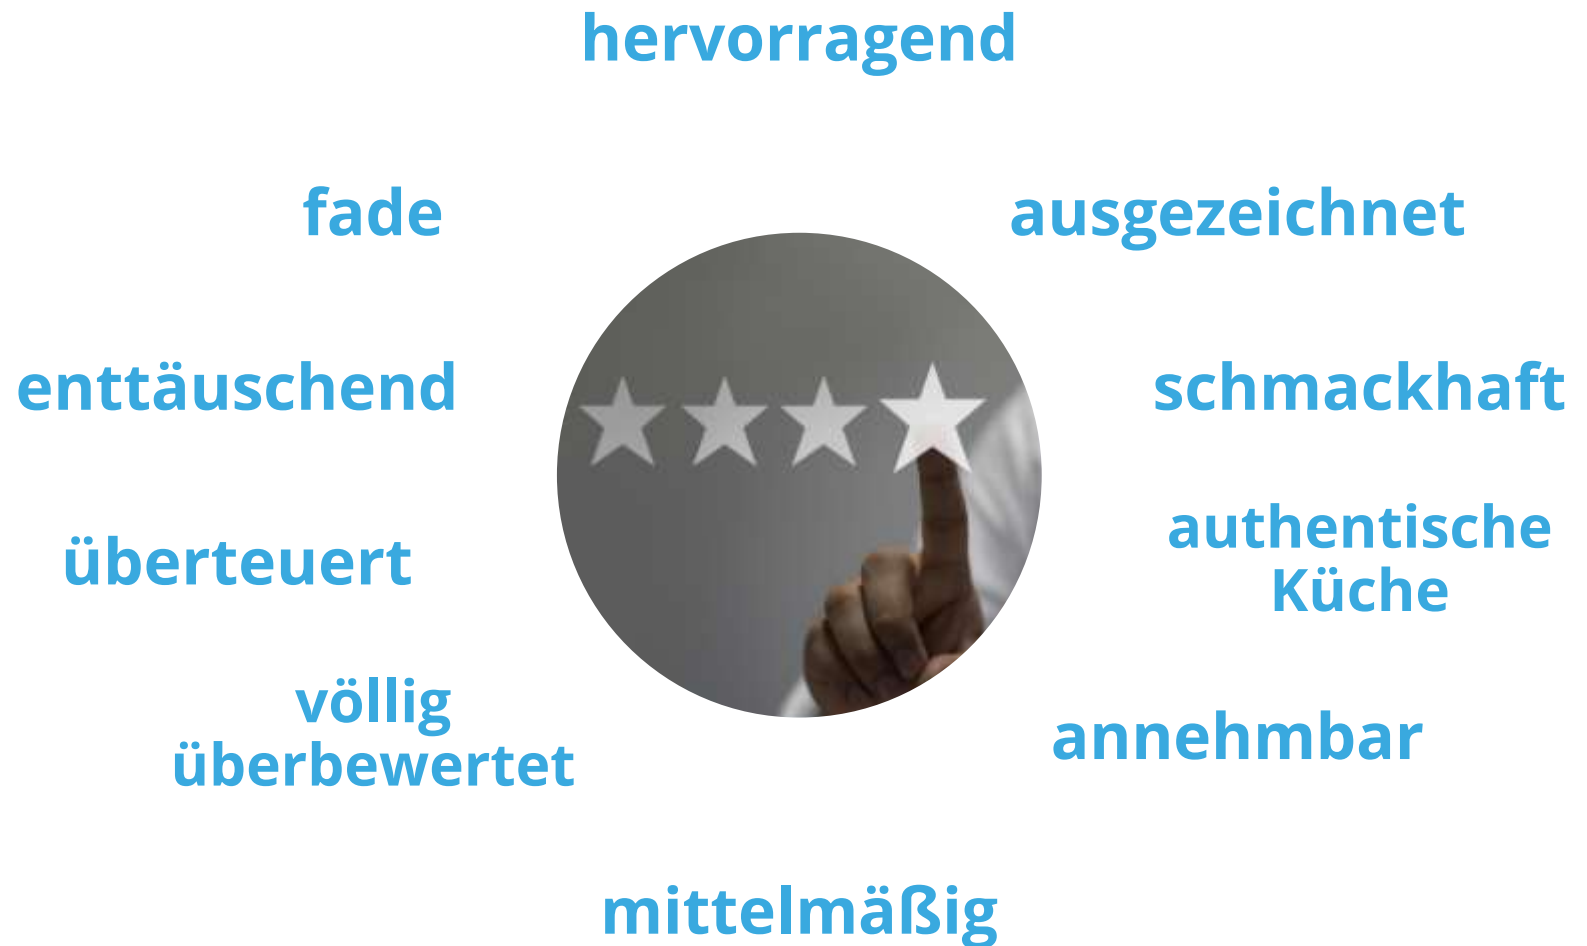 hervorragend
fade
ausgezeichnet
enttäuschend
schmackhaft
überteuert
authentische
Küche
völlig
überbewertet
annehmbar
mittelmäßig